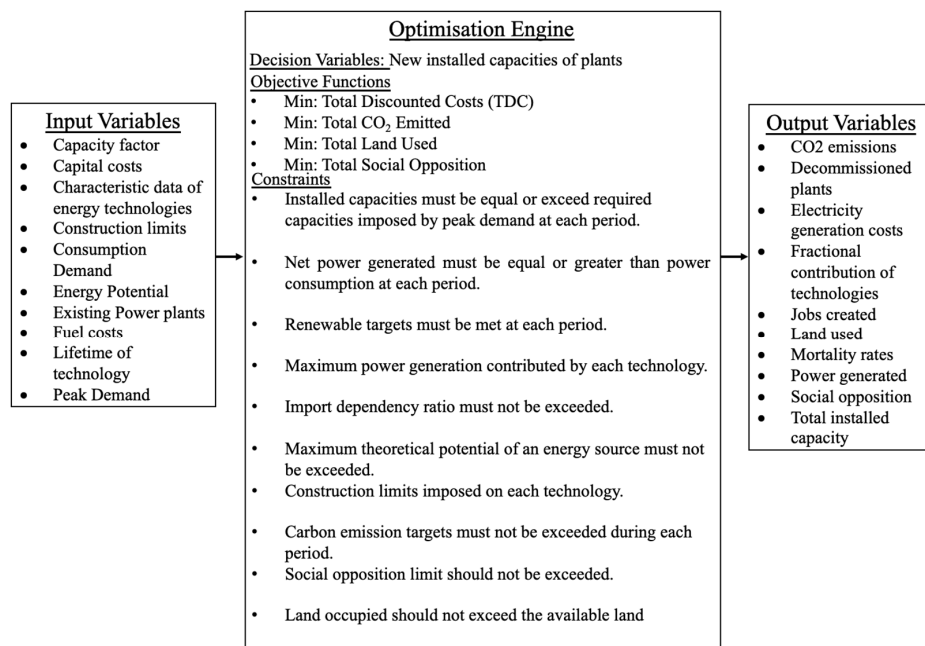 Input Variables
• Capacity factor
• Capital costs
• Characteristic data of
energy technologies
• Construction limits
• Consumption
Demand
• Energy Potential
• Existing Power plants
• Fuel costs
• Lifetime of
technology
• Peak Demand
Optimisation Engine
Decision Variables: New installed capacities of plants
Objective Functions
• Min: Total Discounted Costs (TDC)
• Min: Total CO₂ Emitted
• Min: Total Land Used
• Min: Total Social Opposition
Constraints
• Installed capacities must be equal or exceed required
capacities imposed by peak demand at each period.
• Net power generated must be equal or greater than power
consumption at each period.
• Renewable targets must be met at each period.
• Maximum power generation contributed by each technology.
• Import dependency ratio must not be exceeded.
• Maximum theoretical potential of an energy source must not
be exceeded.
• Construction limits imposed on each technology.
• Carbon emission targets must not be exceeded during each
period.
• Social opposition limit should not be exceeded.
• Land occupied should not exceed the available land
Output Variables
• CO2 emissions
• Decommissioned
plants
• Electricity
generation costs
• Fractional
contribution of
technologies
• Jobs created
• Land used
• Mortality rates
• Power generated
• Social opposition
• Total installed
capacity